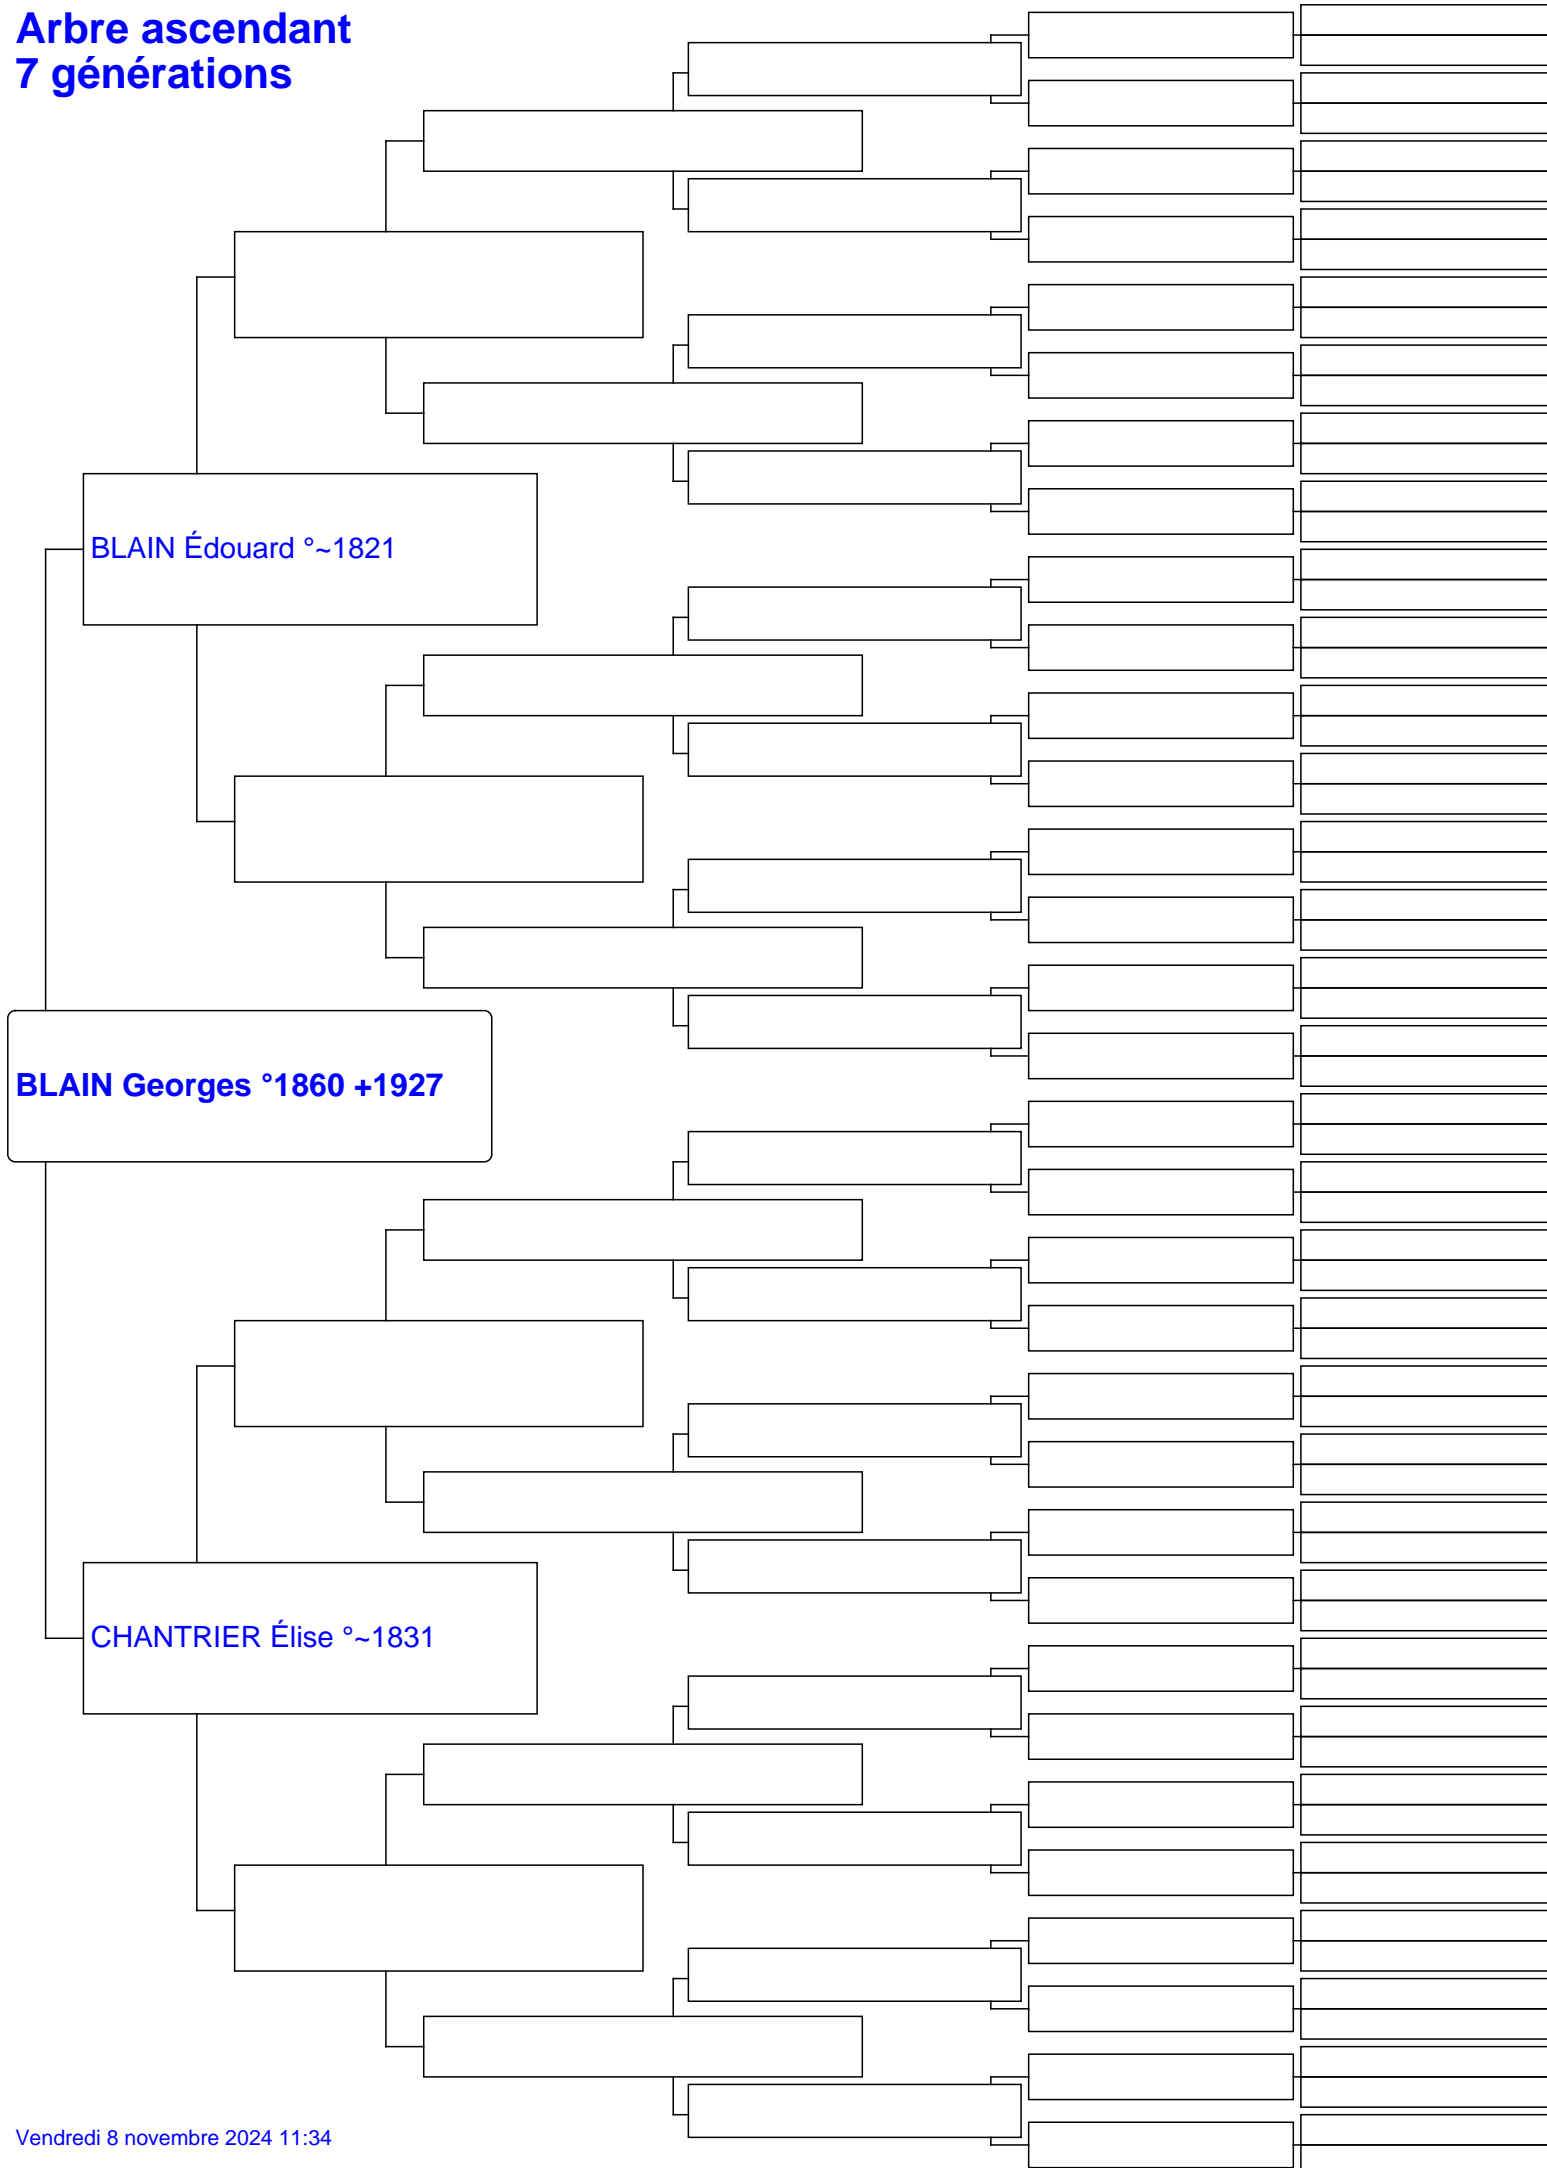 Arbre ascendant
7 générations
BLAIN Édouard °~1821
BLAIN Georges °1860 +1927
CHANTRIER Élise °~1831
Vendredi 8 novembre 2024 11:34